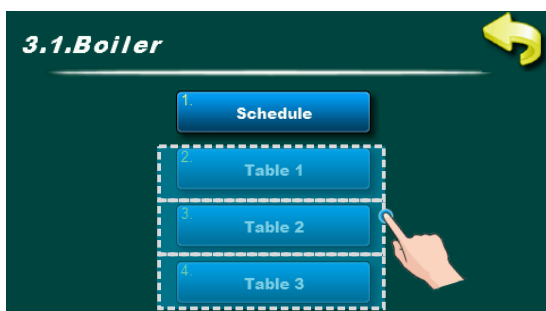 3.1.Boiler
1.
Schedule
2.
Table 1
3.
Table 2
4.
Table 3